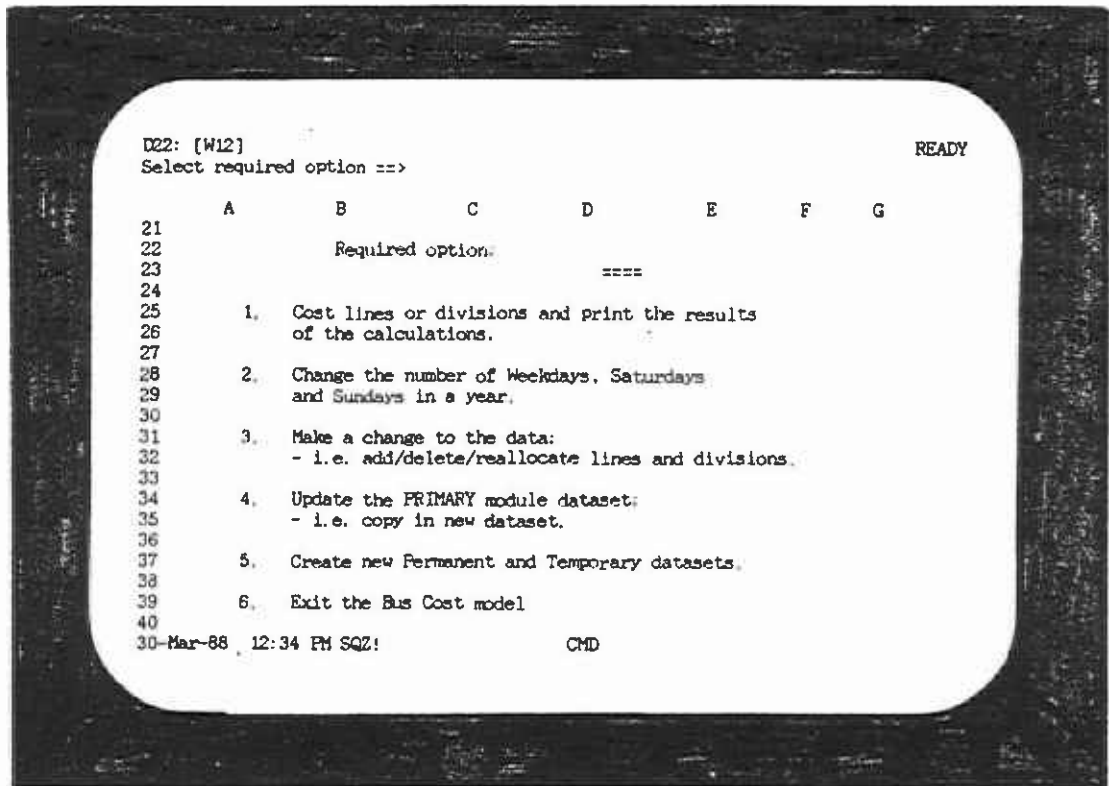 D22: [W12] READY
Select required option ==>
A B C D E F G
21
22 Required option:
23 ====
24
25 1. Cost lines or divisions and print the results
26 of the calculations.
27
28 2. Change the number of Weekdays, Saturdays
29 and Sundays in a year.
30
31 3. Make a change to the data:
32 - i.e. add/delete/reallocate lines and divisions.
33
34 4. Update the PRIMARY module dataset:
35 - i.e. copy in new dataset.
36
37 5. Create new Permanent and Temporary datasets.
38
39 6. Exit the Bus Cost model
40
30-Mar-88 12:34 PM SQZ! CMD